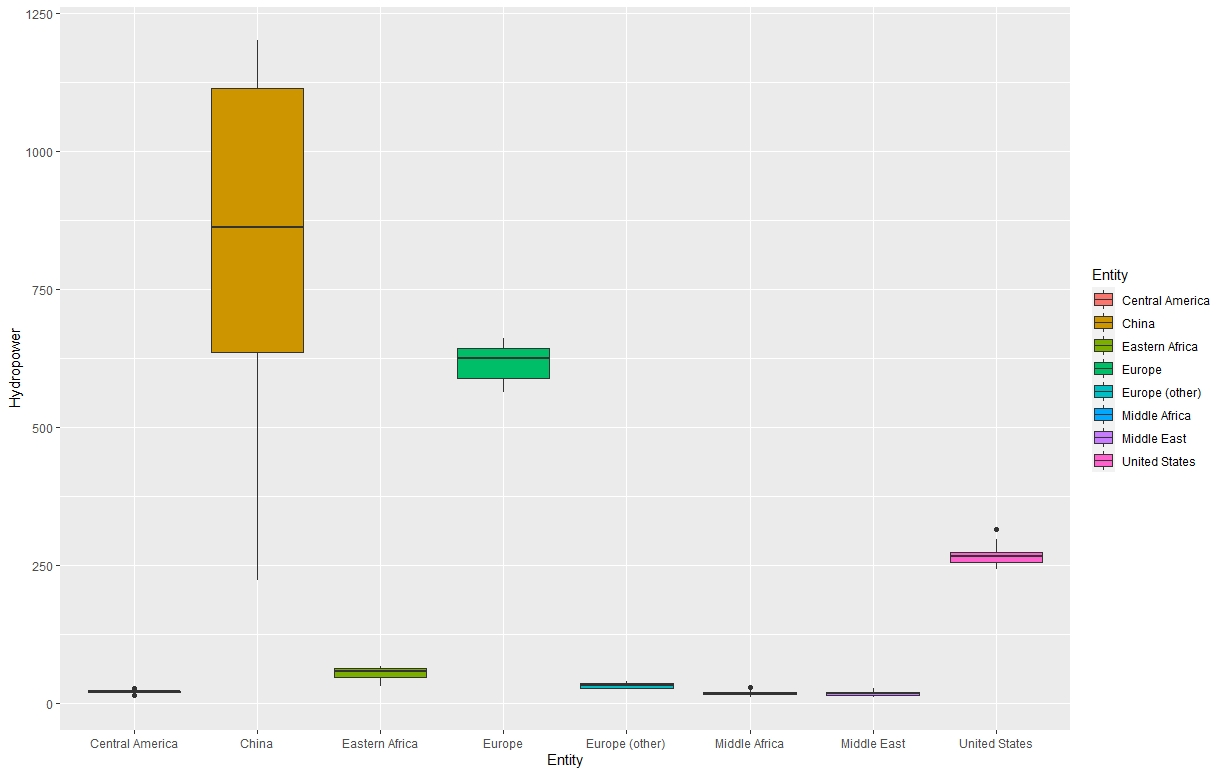 1250
1000
750
500
250
0
Hydropower
Central America China Eastern Africa Europe Europe (other) Middle Africa Middle East United States
Entity
Entity
Central America
China
Eastern Africa
Europe
Europe (other)
Middle Africa
Middle East
United States